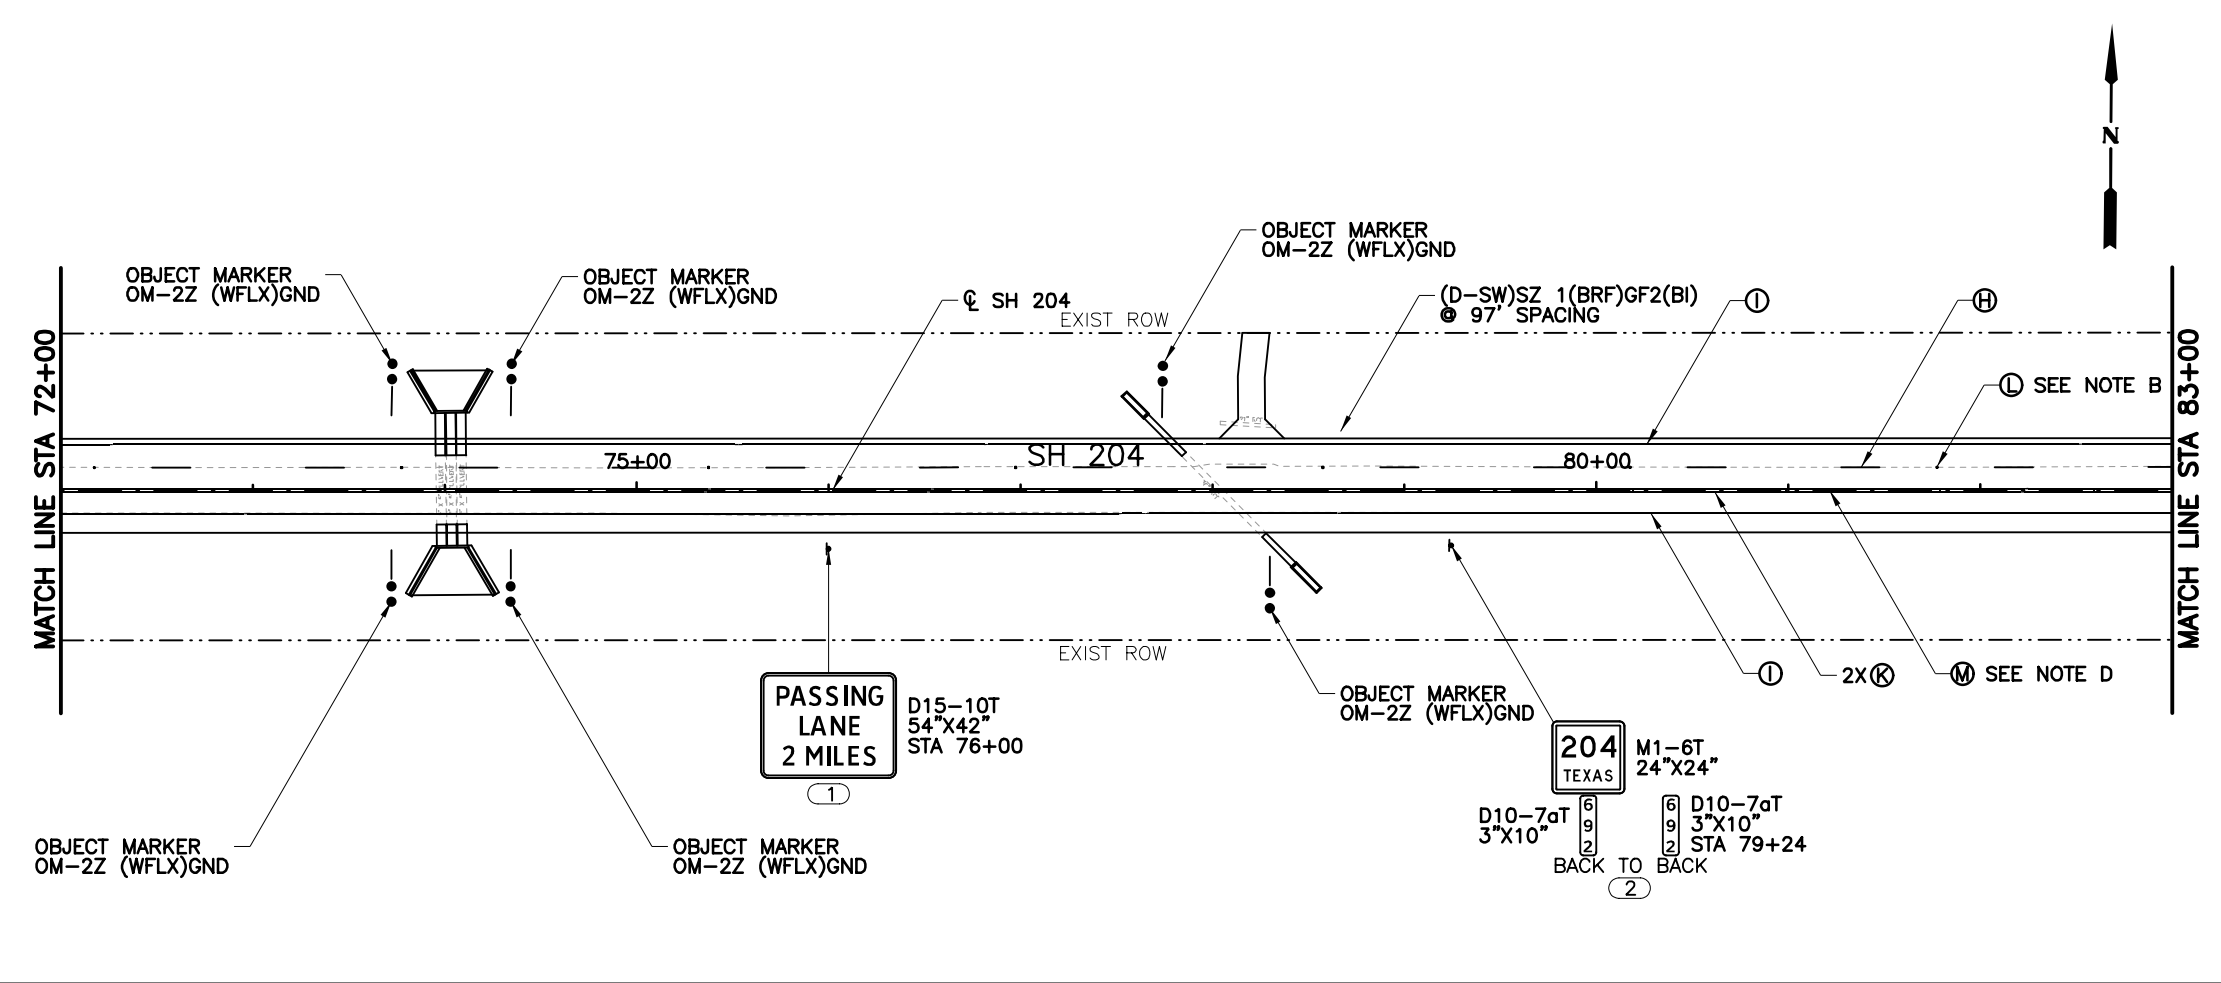 N
OBJECT MARKER
OM-2Z (WFLX)GND
OBJECT MARKER
OM-2Z (WFLX)GND
OBJECT MARKER
OM-2Z (WFLX)GND
℄ SH 204
EXIST ROW
(D-SW)SZ 1(BRF)GF2(BI)
@ 97' SPACING
I
H
L SEE NOTE B
MATCH LINE STA 72+00
MATCH LINE STA 83+00
75+00
SH 204
80+00
EXIST ROW
I
2X K
M SEE NOTE D
PASSING
LANE
2 MILES
D15-10T
54"X42"
STA 76+00
1
OBJECT MARKER
OM-2Z (WFLX)GND
204
TEXAS
M1-6T
24"X24"
D10-7aT
3"X10"
6
9
2
6
9
2
D10-7aT
3"X10"
STA 79+24
BACK TO BACK
2
OBJECT MARKER
OM-2Z (WFLX)GND
OBJECT MARKER
OM-2Z (WFLX)GND